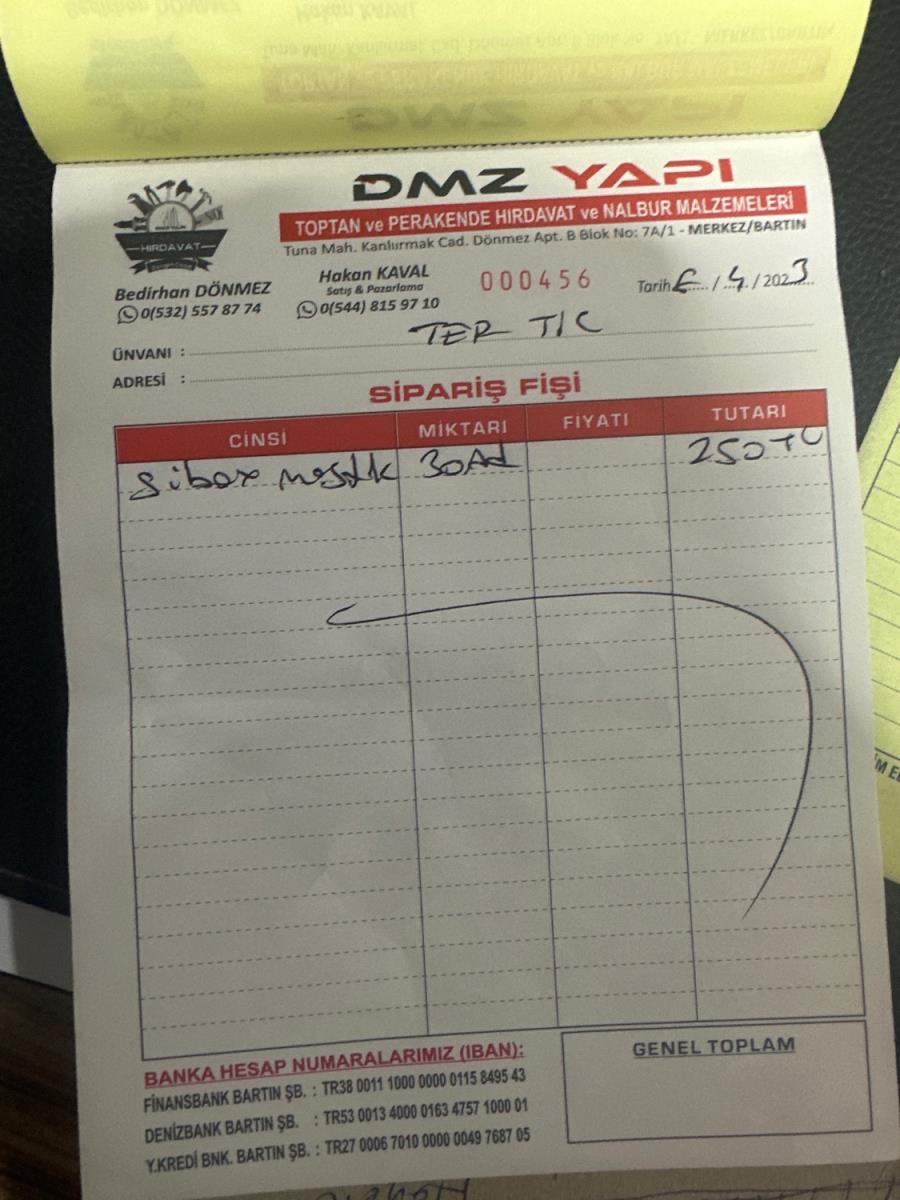 DMZ YAPI
TOPTAN ve PERAKENDE HIRDAVAT ve NALBUR MALZEMELERİ
Tuna Mah. Kanlıırmak Cad. Dönmez Apt. B Blok No: 7A/1 - MERKEZ/BARTIN
HIRDAVAT
Bedirhan DÖNMEZ
0(532) 557 87 74
Hakan KAVAL
Satış & Pazarlama
0(544) 815 97 10
000456
Tarih 6 / 4 / 2023
TER TİC
ÜNVANI :
ADRESİ :
SİPARİŞ FİŞİ
CİNSİ MİKTARI FİYATI TUTARI
30Ad 250 TL
BANKA HESAP NUMARALARIMIZ (IBAN):
FİNANSBANK BARTIN ŞB. : TR38 0011 1000 0000 0115 8495 43
DENİZBANK BARTIN ŞB. : TR53 0013 4000 0163 4757 1000 01
Y.KREDİ BNK. BARTIN ŞB. : TR27 0006 7010 0000 0049 7687 05
GENEL TOPLAM